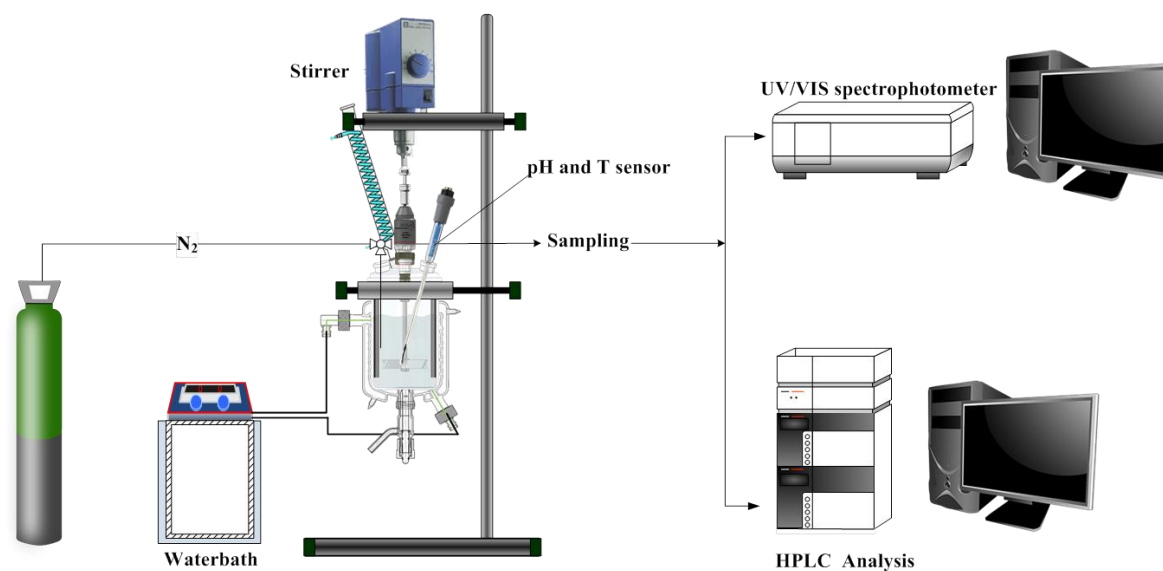 Stirrer
UV/VIS spectrophotometer
pH and T sensor
N₂
Sampling
Waterbath
HPLC Analysis